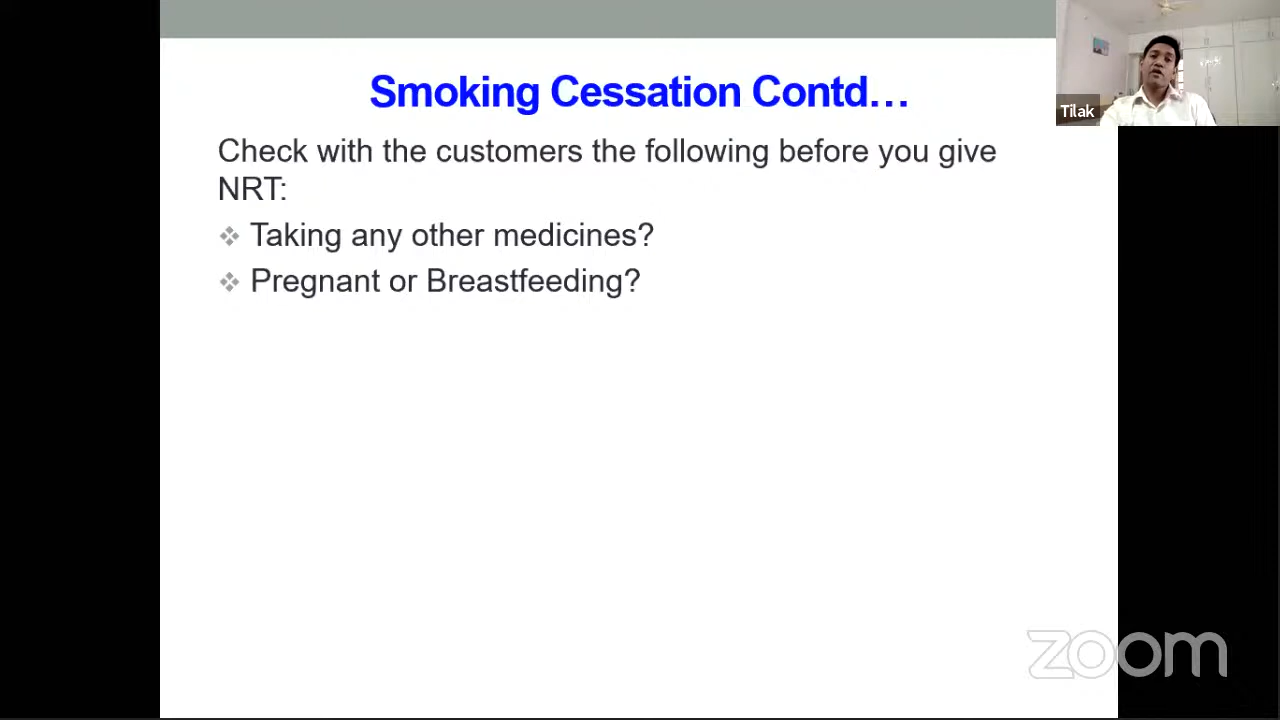 Smoking Cessation Contd…
Tilak
Check with the customers the following before you give
NRT:
❖ Taking any other medicines?
❖ Pregnant or Breastfeeding?
zoom